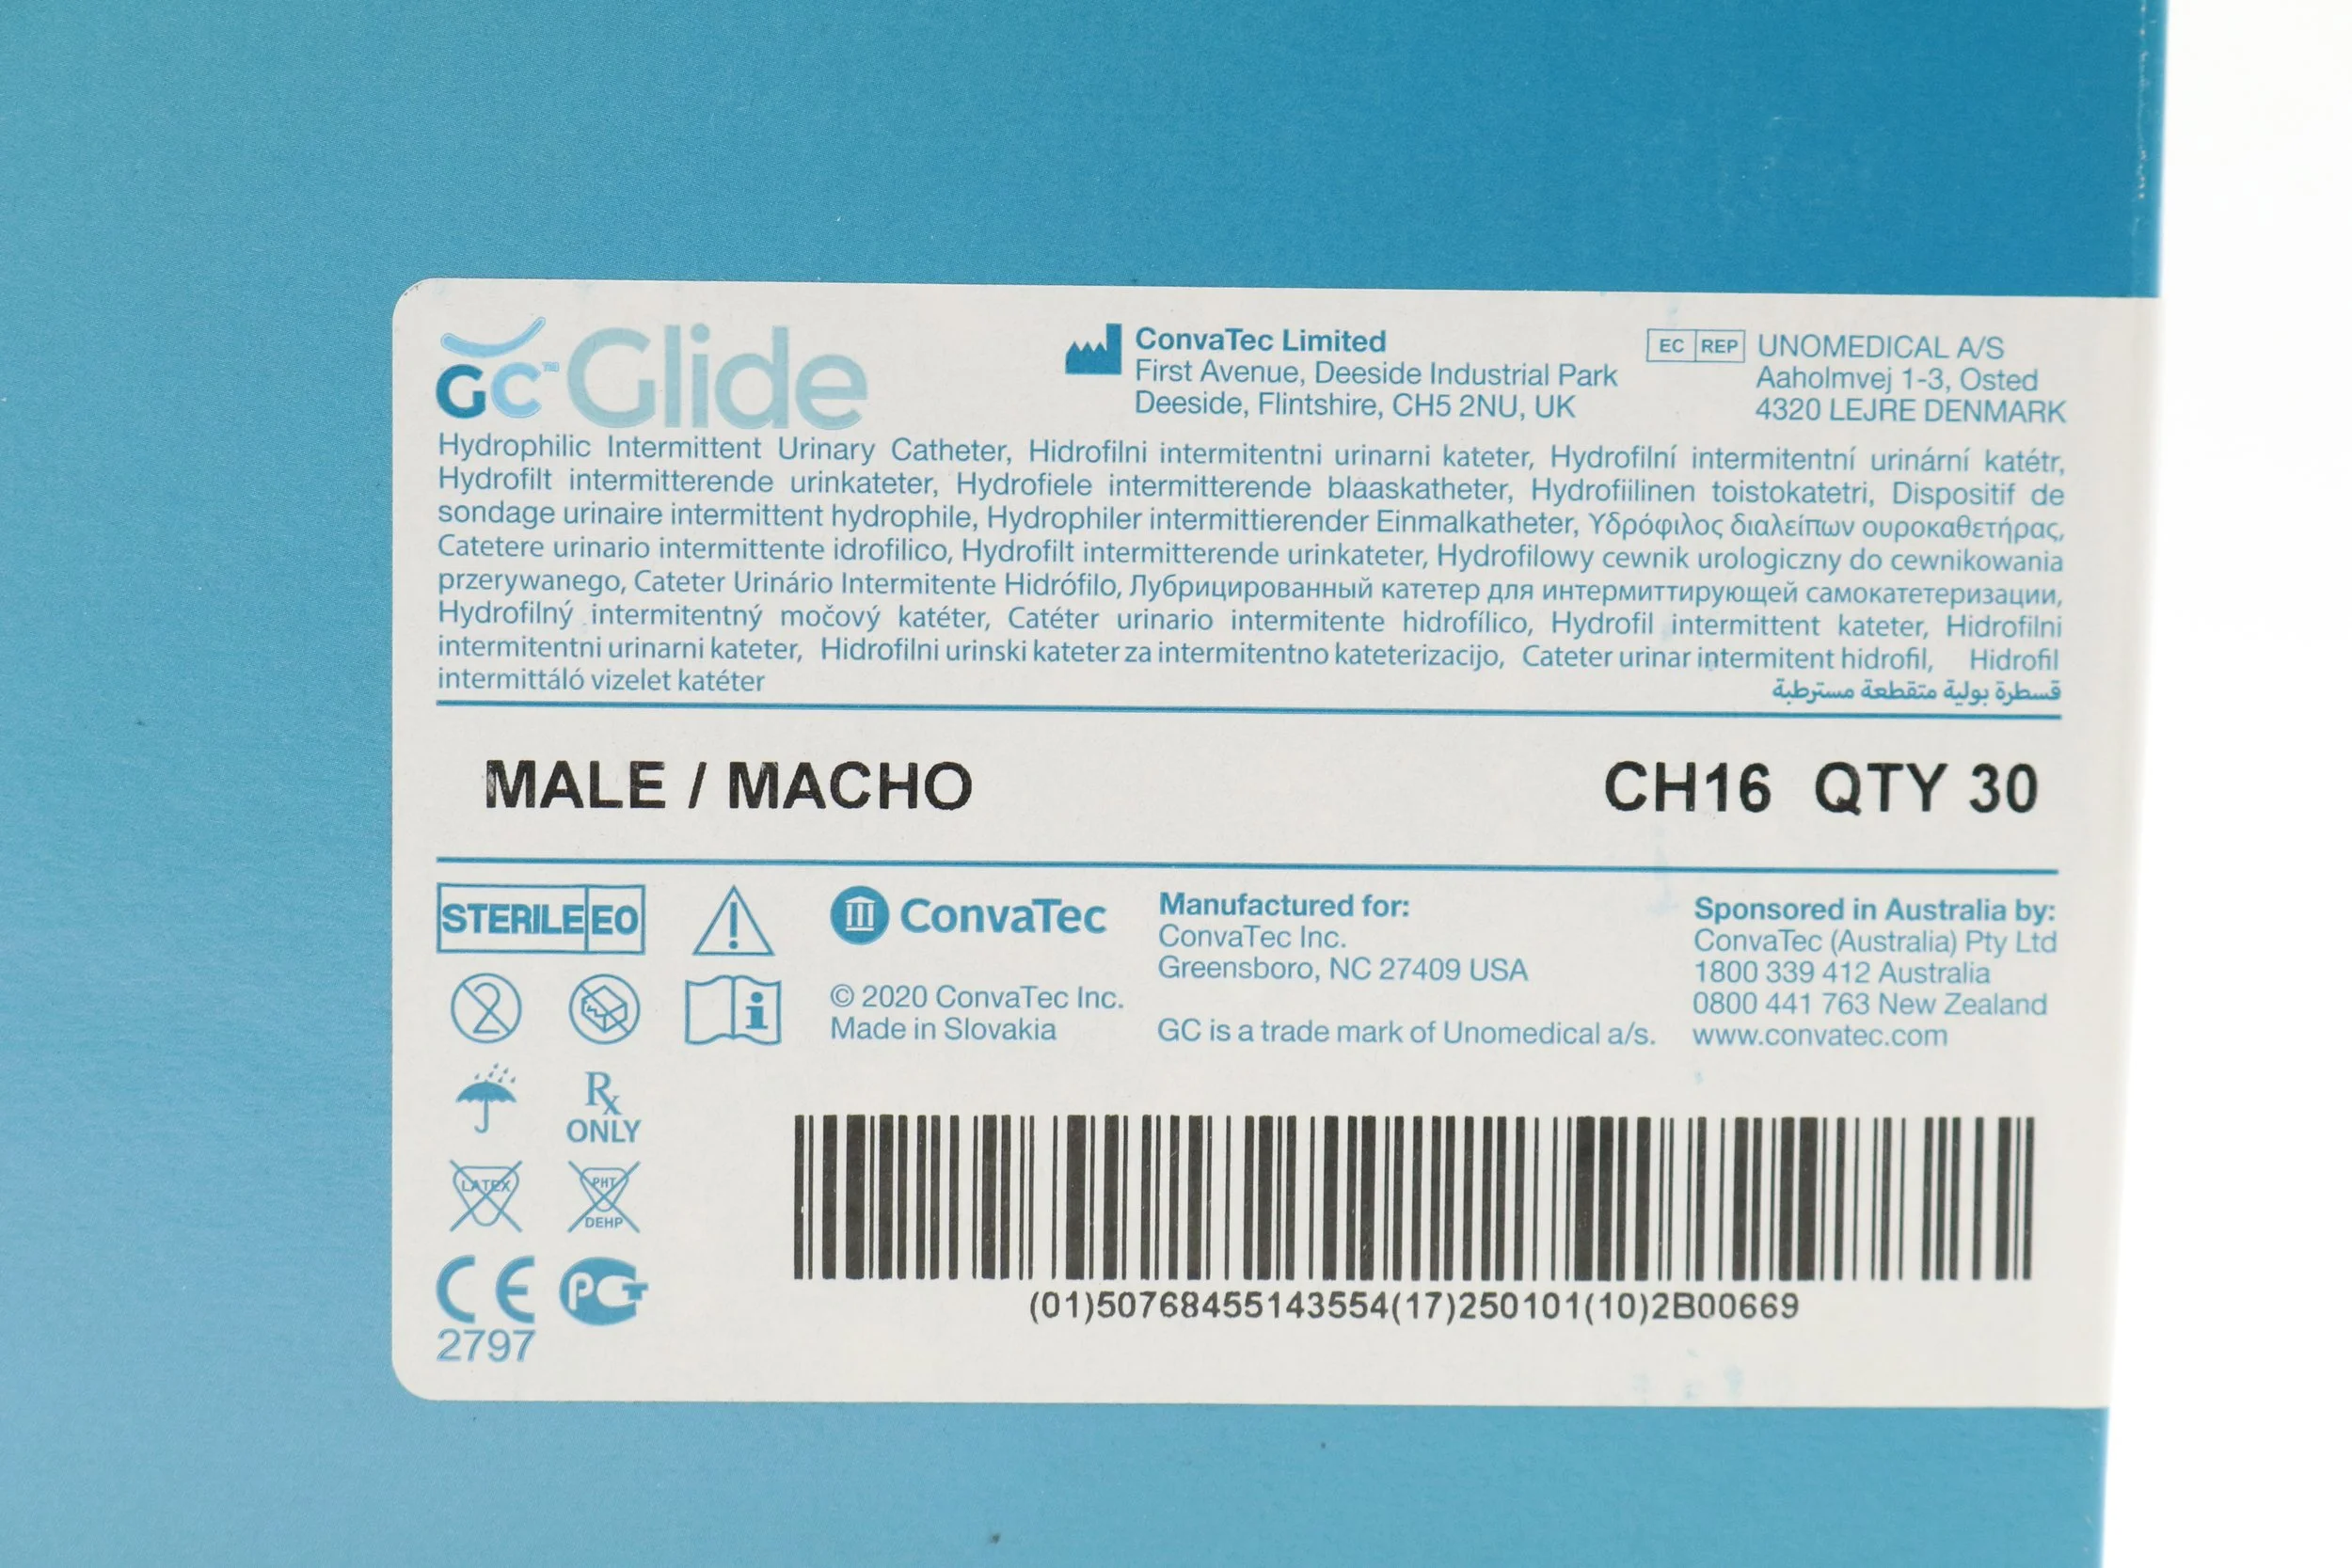 GC™ Glide
ConvaTec Limited
First Avenue, Deeside Industrial Park
Deeside, Flintshire, CH5 2NU, UK
EC REP
UNOMEDICAL A/S
Aaholmvej 1-3, Osted
4320 LEJRE DENMARK
Hydrophilic Intermittent Urinary Catheter, Hidrofilni intermitentni urinarni kateter, Hydrofilní intermitentní urinární katétr,
Hydrofilt intermitterende urinkateter, Hydrofiele intermitterende blaaskatheter, Hydrofiilinen toistokatetri, Dispositif de
sondage urinaire intermittent hydrophile, Hydrophiler intermittierender Einmalkatheter, Υδρόφιλος διαλείπων ουροκαθετήρας,
Catetere urinario intermittente idrofilico, Hydrofilt intermitterende urinkateter, Hydrofilowy cewnik urologiczny do cewnikowania
przerywanego, Cateter Urinário Intermitente Hidrófilo, Лубрицированный катетер для интермиттирующей самокатетеризации,
Hydrofilný intermitentný močový katéter, Catéter urinario intermitente hidrofílico, Hydrofil intermittent kateter, Hidrofilni
intermitentni urinarni kateter, Hidrofilni urinski kateter za intermitentno kateterizacijo, Cateter urinar intermitent hidrofil, Hidrofil
intermittáló vizelet katéter
قسطرة بولية متقطعة مسترطبة
MALE / MACHO
CH16 QTY 30
STERILE EO
2
Rx
ONLY
LATEX
PHT
DEHP
CE
2797
РСТ
ConvaTec
© 2020 ConvaTec Inc.
Made in Slovakia
Manufactured for:
ConvaTec Inc.
Greensboro, NC 27409 USA
GC is a trade mark of Unomedical a/s.
Sponsored in Australia by:
ConvaTec (Australia) Pty Ltd
1800 339 412 Australia
0800 441 763 New Zealand
www.convatec.com
(01)50768455143554(17)250101(10)2B00669